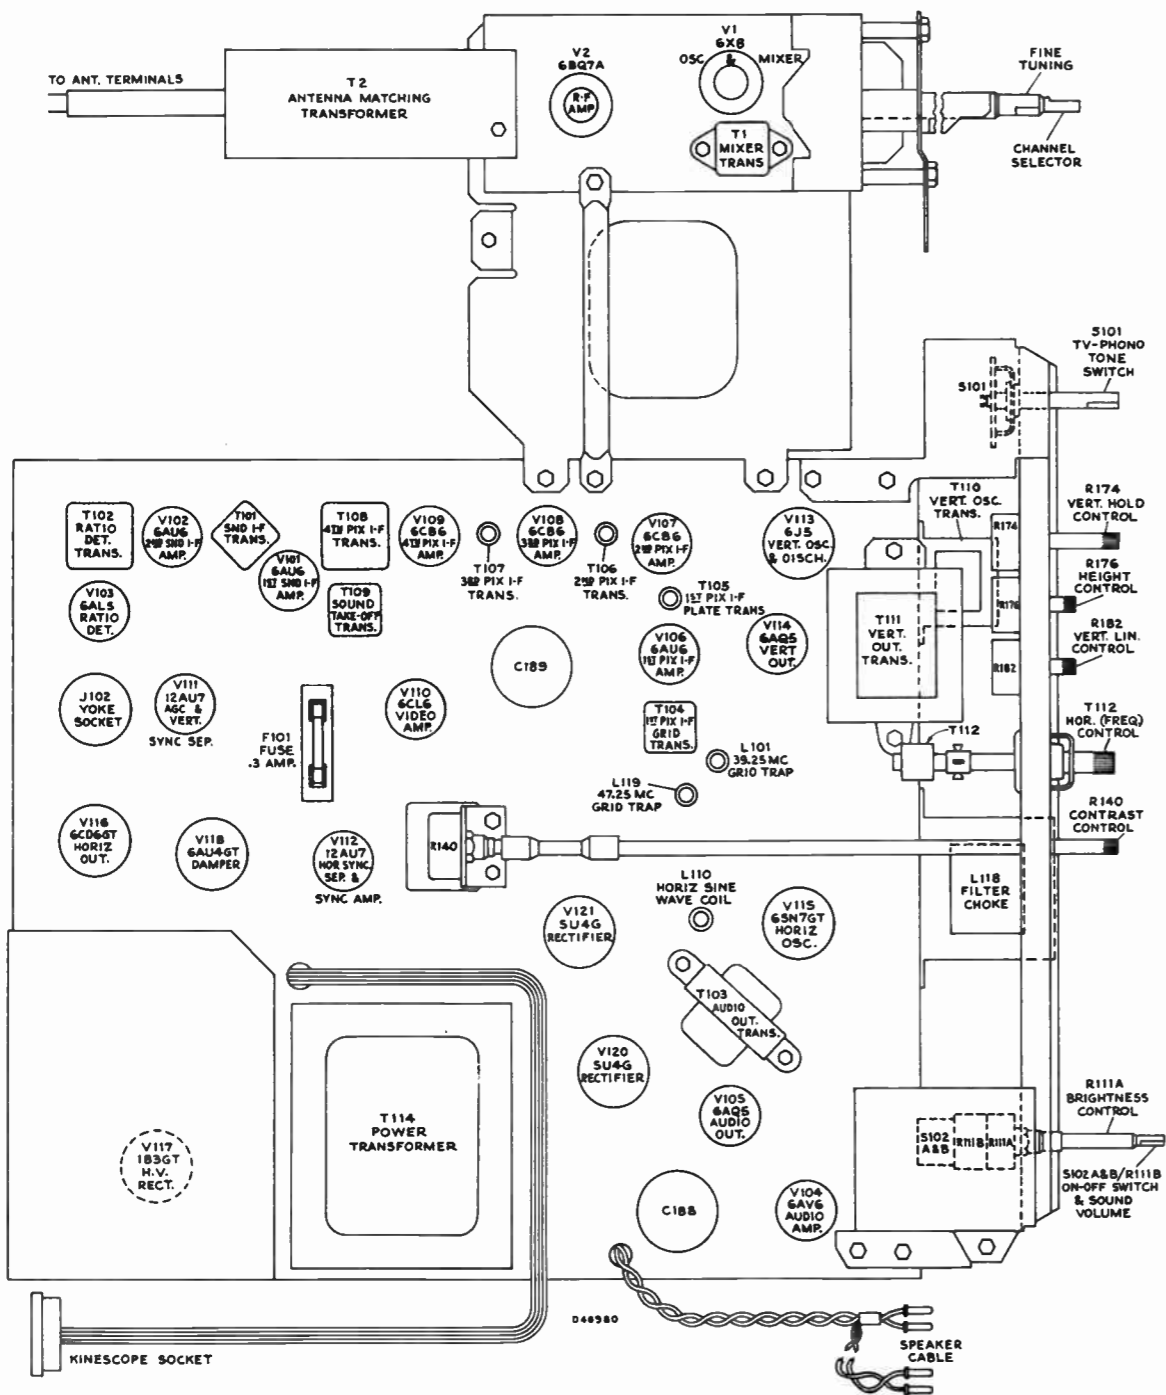 TO ANT. TERMINALS
T2
ANTENNA MATCHING
TRANSFORMER
V2
6BQ7A
R-F
AMP
V1
6X8
OSC & MIXER
T1
MIXER
TRANS
FINE
TUNING
CHANNEL
SELECTOR
S101
TV-PHONO
TONE
SWITCH
S101
T102
RATIO
DET.
TRANS.
V102
6AU6
2ND SND I-F
AMP.
T101
SND I-F
TRANS.
V101
6AU6
1ST SND I-F
AMP.
T108
4TH PIX I-F
TRANS.
V109
6CB6
4TH PIX I-F
AMP.
T107
3RD PIX I-F
TRANS.
V108
6CB6
3RD PIX I-F
AMP.
T106
2ND PIX I-F
TRANS.
V107
6CB6
2ND PIX I-F
AMP.
V113
6J5
VERT. OSC.
& DISCH.
T110
VERT. OSC.
TRANS.
R174
R174
VERT. HOLD
CONTROL
V103
6AL5
RATIO
DET.
T109
SOUND
TAKE-OFF
TRANS.
T105
1ST PIX I-F
PLATE TRANS
R176
R176
HEIGHT
CONTROL
C189
V106
6AU6
1ST PIX I-F
AMP.
V114
6AQ5
VERT
OUT.
T111
VERT.
OUT.
TRANS.
R182
R182
VERT. LIN.
CONTROL
J102
YOKE
SOCKET
V111
12AU7
AGC &
VERT.
SYNC SEP.
F101
FUSE
.3 AMP.
V110
6CL6
VIDEO
AMP.
T104
1ST PIX I-F
GRID
TRANS.
L101
39.25 MC
GRID TRAP
L119
47.25 MC
GRID TRAP
T112
T112
HOR. (FREQ)
CONTROL
V116
6CD6GT
HORIZ
OUT.
V118
6AU4GT
DAMPER
V112
12AU7
HOR SYNC.
SEP. &
SYNC AMP.
R140
R140
CONTRAST
CONTROL
L110
HORIZ SINE
WAVE COIL
L118
FILTER
CHOKE
V121
5U4G
RECTIFIER
V115
6SN7GT
HORIZ
OSC.
T103
AUDIO
OUT.
TRANS.
V120
5U4G
RECTIFIER
V105
6AQ5
AUDIO
OUT.
T114
POWER
TRANSFORMER
V117
1B3GT
H.V.
RECT.
C188
V104
6AV6
AUDIO
AMP.
S102
A&B
R111B
R111A
R111A
BRIGHTNESS
CONTROL
S102A&B/R111B
ON-OFF SWITCH
& SOUND
VOLUME
KINESCOPE SOCKET
D48980
SPEAKER
CABLE